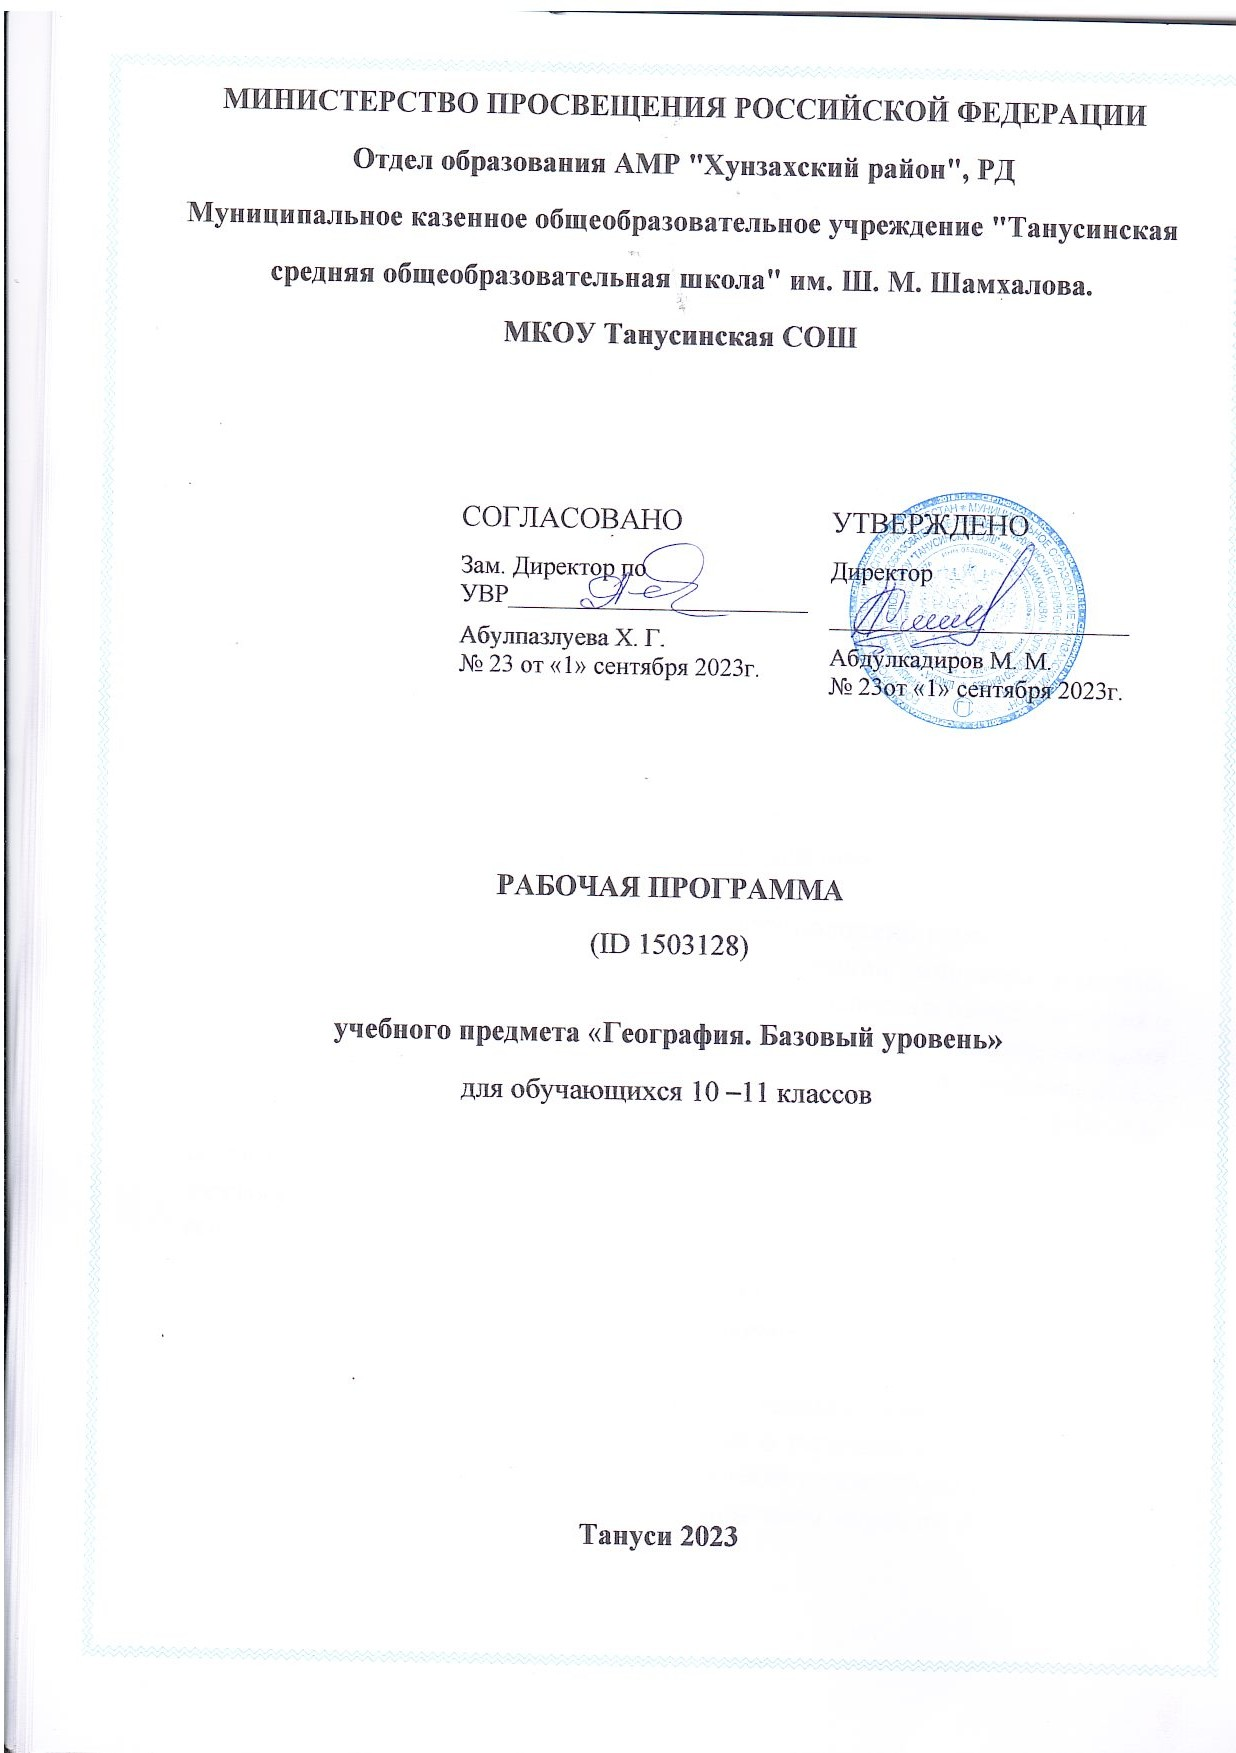 МИНИСТЕРСТВО ПРОСВЕЩЕНИЯ РОССИЙСКОЙ ФЕДЕРАЦИИ
Отдел образования АМР "Хунзахский район", РД
Муниципальное казенное общеобразовательное учреждение "Танусинская
средняя общеобразовательная школа" им. Ш. М. Шамхалова.
МКОУ Танусинская СОШ
СОГЛАСОВАНО
Зам. Директор по
УВР
Абулпазлуева Х. Г.
№ 23 от «1» сентября 2023г.
УТВЕРЖДЕНО
Директор
Абдулкадиров М. М.
№ 23от «1» сентября 2023г.
РАБОЧАЯ ПРОГРАММА
(ID 1503128)
учебного предмета «География. Базовый уровень»
для обучающихся 10 –11 классов
Тануси 2023